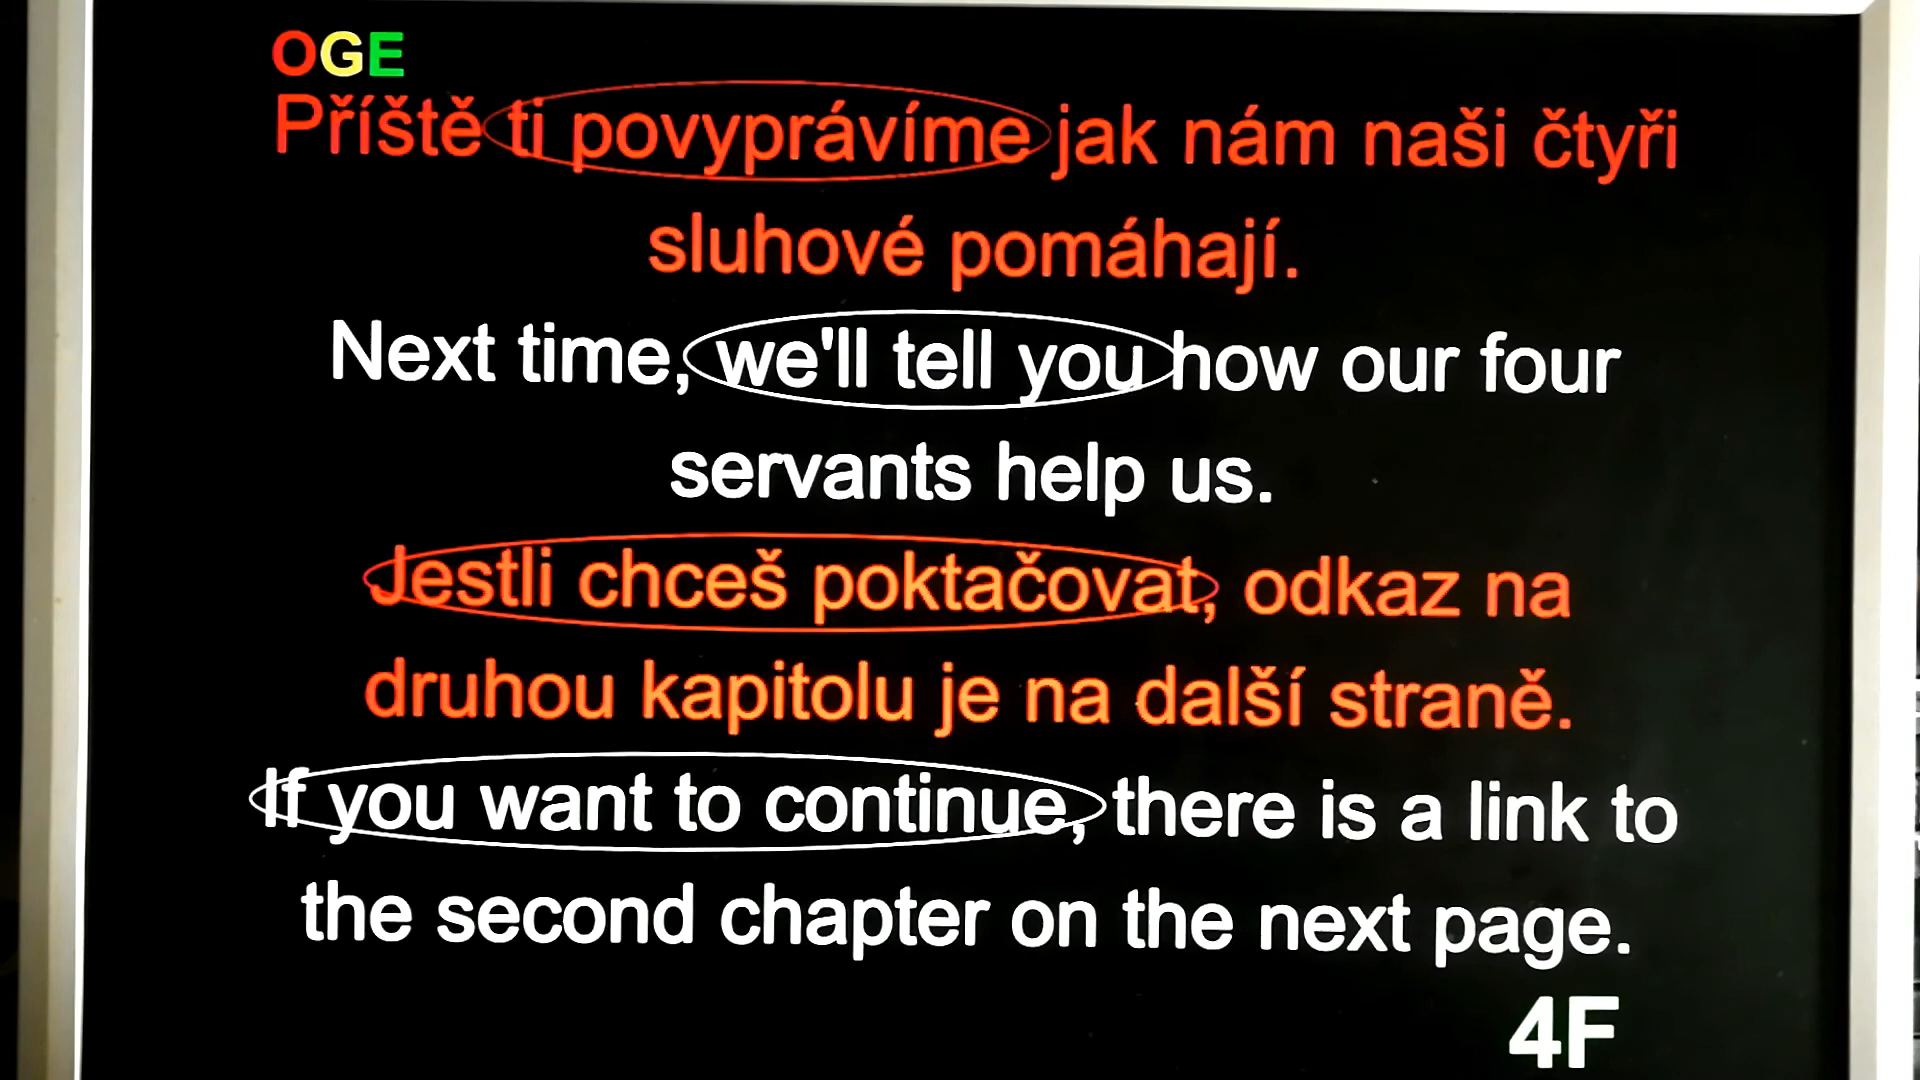 OGE
Příště ti povyprávíme jak nám naši čtyři
sluhové pomáhají.
Next time, we'll tell you how our four
servants help us.
Jestli chceš poktačovat, odkaz na
druhou kapitolu je na další straně.
If you want to continue, there is a link to
the second chapter on the next page.
4F